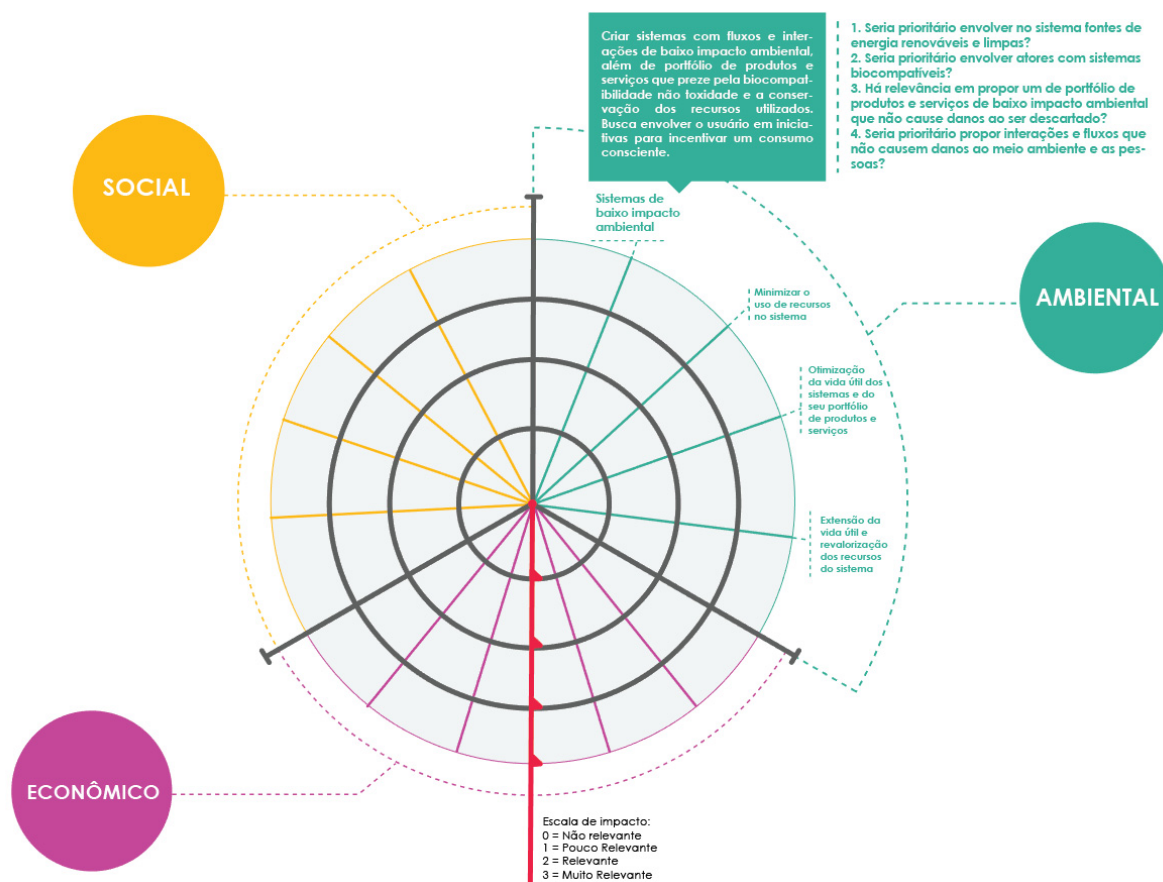 Criar sistemas com fluxos e inter-
ações de baixo impacto ambiental,
além de portfólio de produtos e
serviços que preze pela biocompat-
ibilidade não toxidade e a conser-
vação dos recursos utilizados.
Busca envolver o usuário em inicia-
tivas para incentivar um consumo
consciente.
1. Seria prioritário envolver no sistema fontes de
energia renováveis e limpas?
2. Seria prioritário envolver atores com sistemas
biocompatíveis?
3. Há relevância em propor um de portfólio de
produtos e serviços de baixo impacto ambiental
que não cause danos ao ser descartado?
4. Seria prioritário propor interações e fluxos que
não causem danos ao meio ambiente e as pes-
soas?
SOCIAL
Sistemas de
baixo impacto
ambiental
AMBIENTAL
Minimizar o
uso de recursos
no sistema
Otimização
da vida útil dos
sistemas e do
seu portfólio
de produtos e
serviços
Extensão da
vida útil e
revalorização
dos recursos
do sistema
ECONÔMICO
Escala de impacto:
0 = Não relevante
1 = Pouco Relevante
2 = Relevante
3 = Muito Relevante